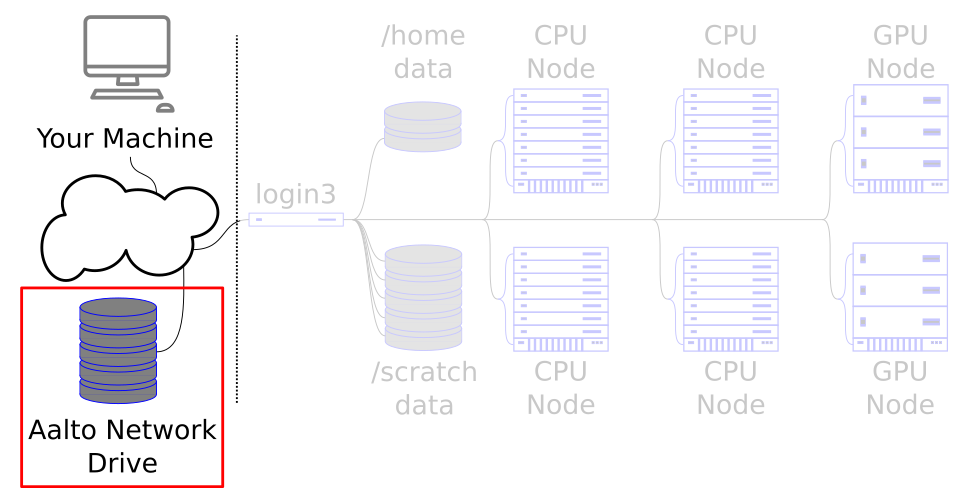 /home
data
CPU
Node
CPU
Node
GPU
Node
Your Machine
login3
/scratch
data
CPU
Node
CPU
Node
GPU
Node
Aalto Network
Drive